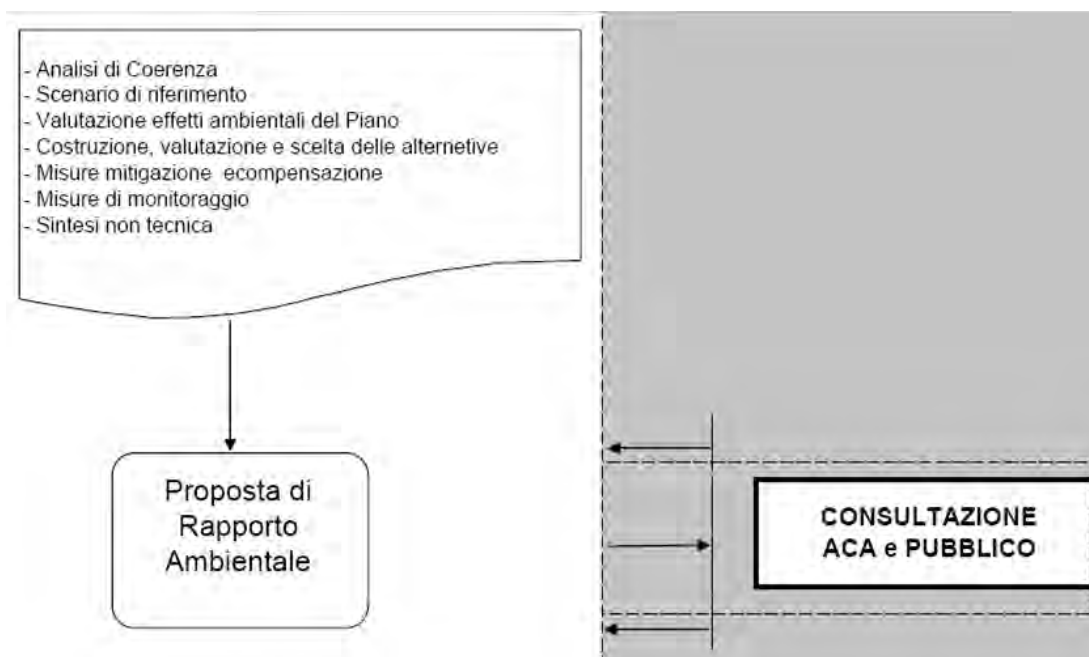 - Analisi di Coerenza
- Scenario di riferimento
- Valutazione effetti ambientali del Piano
- Costruzione, valutazione e scelta delle alternetive
- Misure mitigazione ecompensazione
- Misure di monitoraggio
- Sintesi non tecnica
Proposta di
Rapporto
Ambientale
CONSULTAZIONE
ACA e PUBBLICO